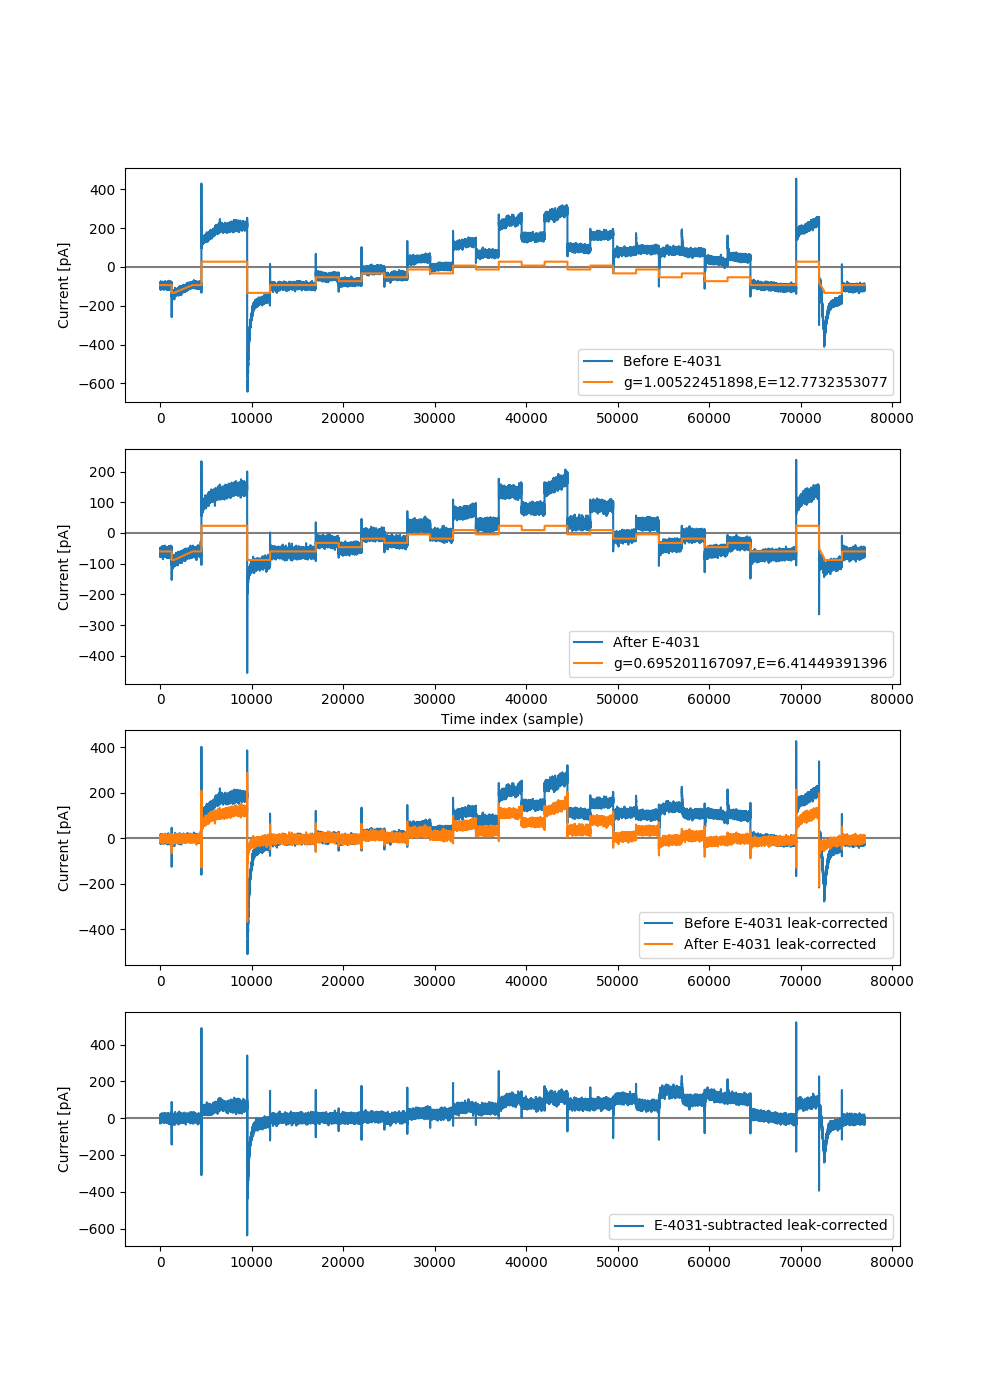 400
200
0
−200
−400
−600
Current [pA]
Before E-4031
g=1.00522451898,E=12.7732353077
0 10000 20000 30000 40000 50000 60000 70000 80000
200
100
0
−100
−200
−300
−400
Current [pA]
After E-4031
g=0.695201167097,E=6.41449391396
0 10000 20000 30000 40000 50000 60000 70000 80000
Time index (sample)
400
200
0
−200
−400
Current [pA]
Before E-4031 leak-corrected
After E-4031 leak-corrected
0 10000 20000 30000 40000 50000 60000 70000 80000
400
200
0
−200
−400
−600
Current [pA]
E-4031-subtracted leak-corrected
0 10000 20000 30000 40000 50000 60000 70000 80000